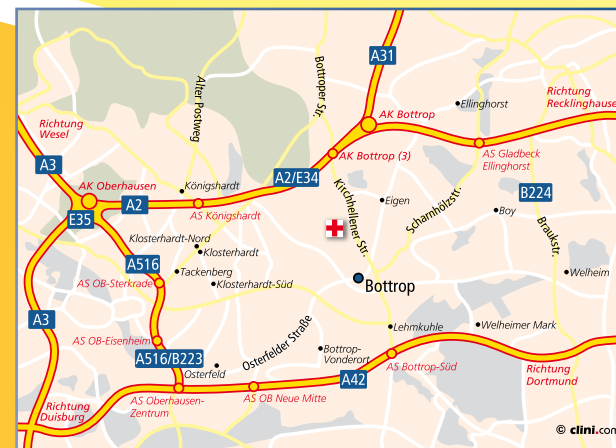 A31
Bottroper Str.
Alter Postweg
AK Bottrop
Ellinghorst
Richtung
Recklinghause
Richtung
Wesel
A3
AK Bottrop (3)
AS Gladbeck
Ellinghorst
A2/E34
AK Oberhausen
Königshardt
B224
E35
A2
AS Königshardt
Kirchhellener Str.
Eigen
Scharnhölzstr.
Boy
Braukstr.
Klosterhardt-Nord
Klosterhardt
A516
Tackenberg
AS OB-Sterkrade
Klosterhardt-Süd
Bottrop
Welheim
A3
AS OB-Eisenheim
Osterfelder Straße
Lehmkuhle
Welheimer Mark
A516/B223
Bottrop-
Vonderort
Osterfeld
A42
AS Bottrop-Süd
Richtung
Dortmund
Richtung
Duisburg
AS Oberhausen-
Zentrum
AS OB Neue Mitte
© clini.com